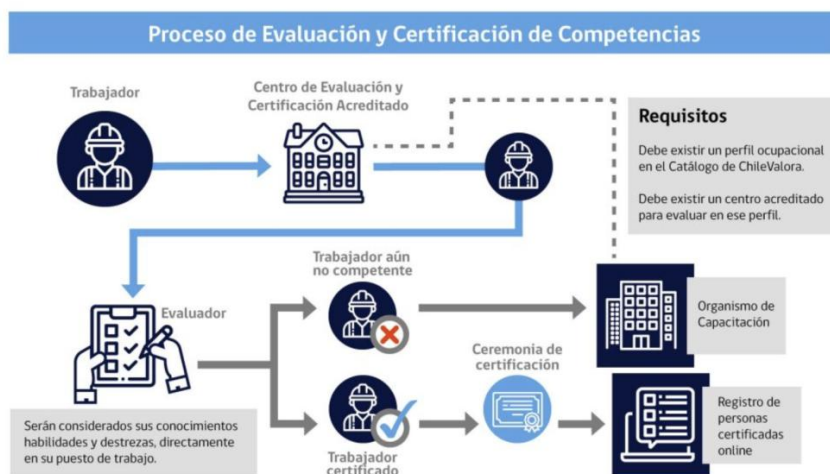 Proceso de Evaluación y Certificación de Competencias
Trabajador
Centro de Evaluación y
Certificación Acreditado
Requisitos
Debe existir un perfil ocupacional
en el Catálogo de ChileValora.
Debe existir un centro acreditado
para evaluar en ese perfil.
Evaluador
Serán considerados sus conocimientos
habilidades y destrezas, directamente
en su puesto de trabajo.
Trabajador aún
no competente
Organismo de
Capacitación
Trabajador
certificado
Ceremonia de
certificación
Registro de
personas
certificadas
online